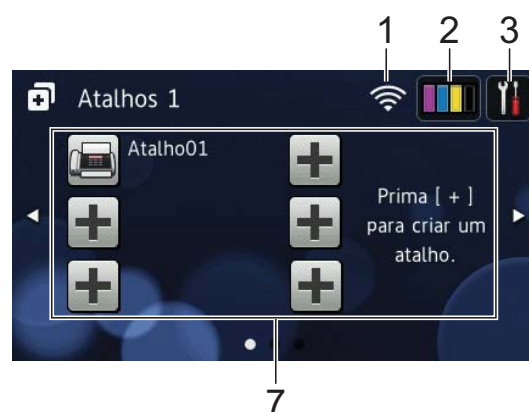 1 2 3
Atalhos 1
Atalho01
Prima [ + ]
para criar um
atalho.
7